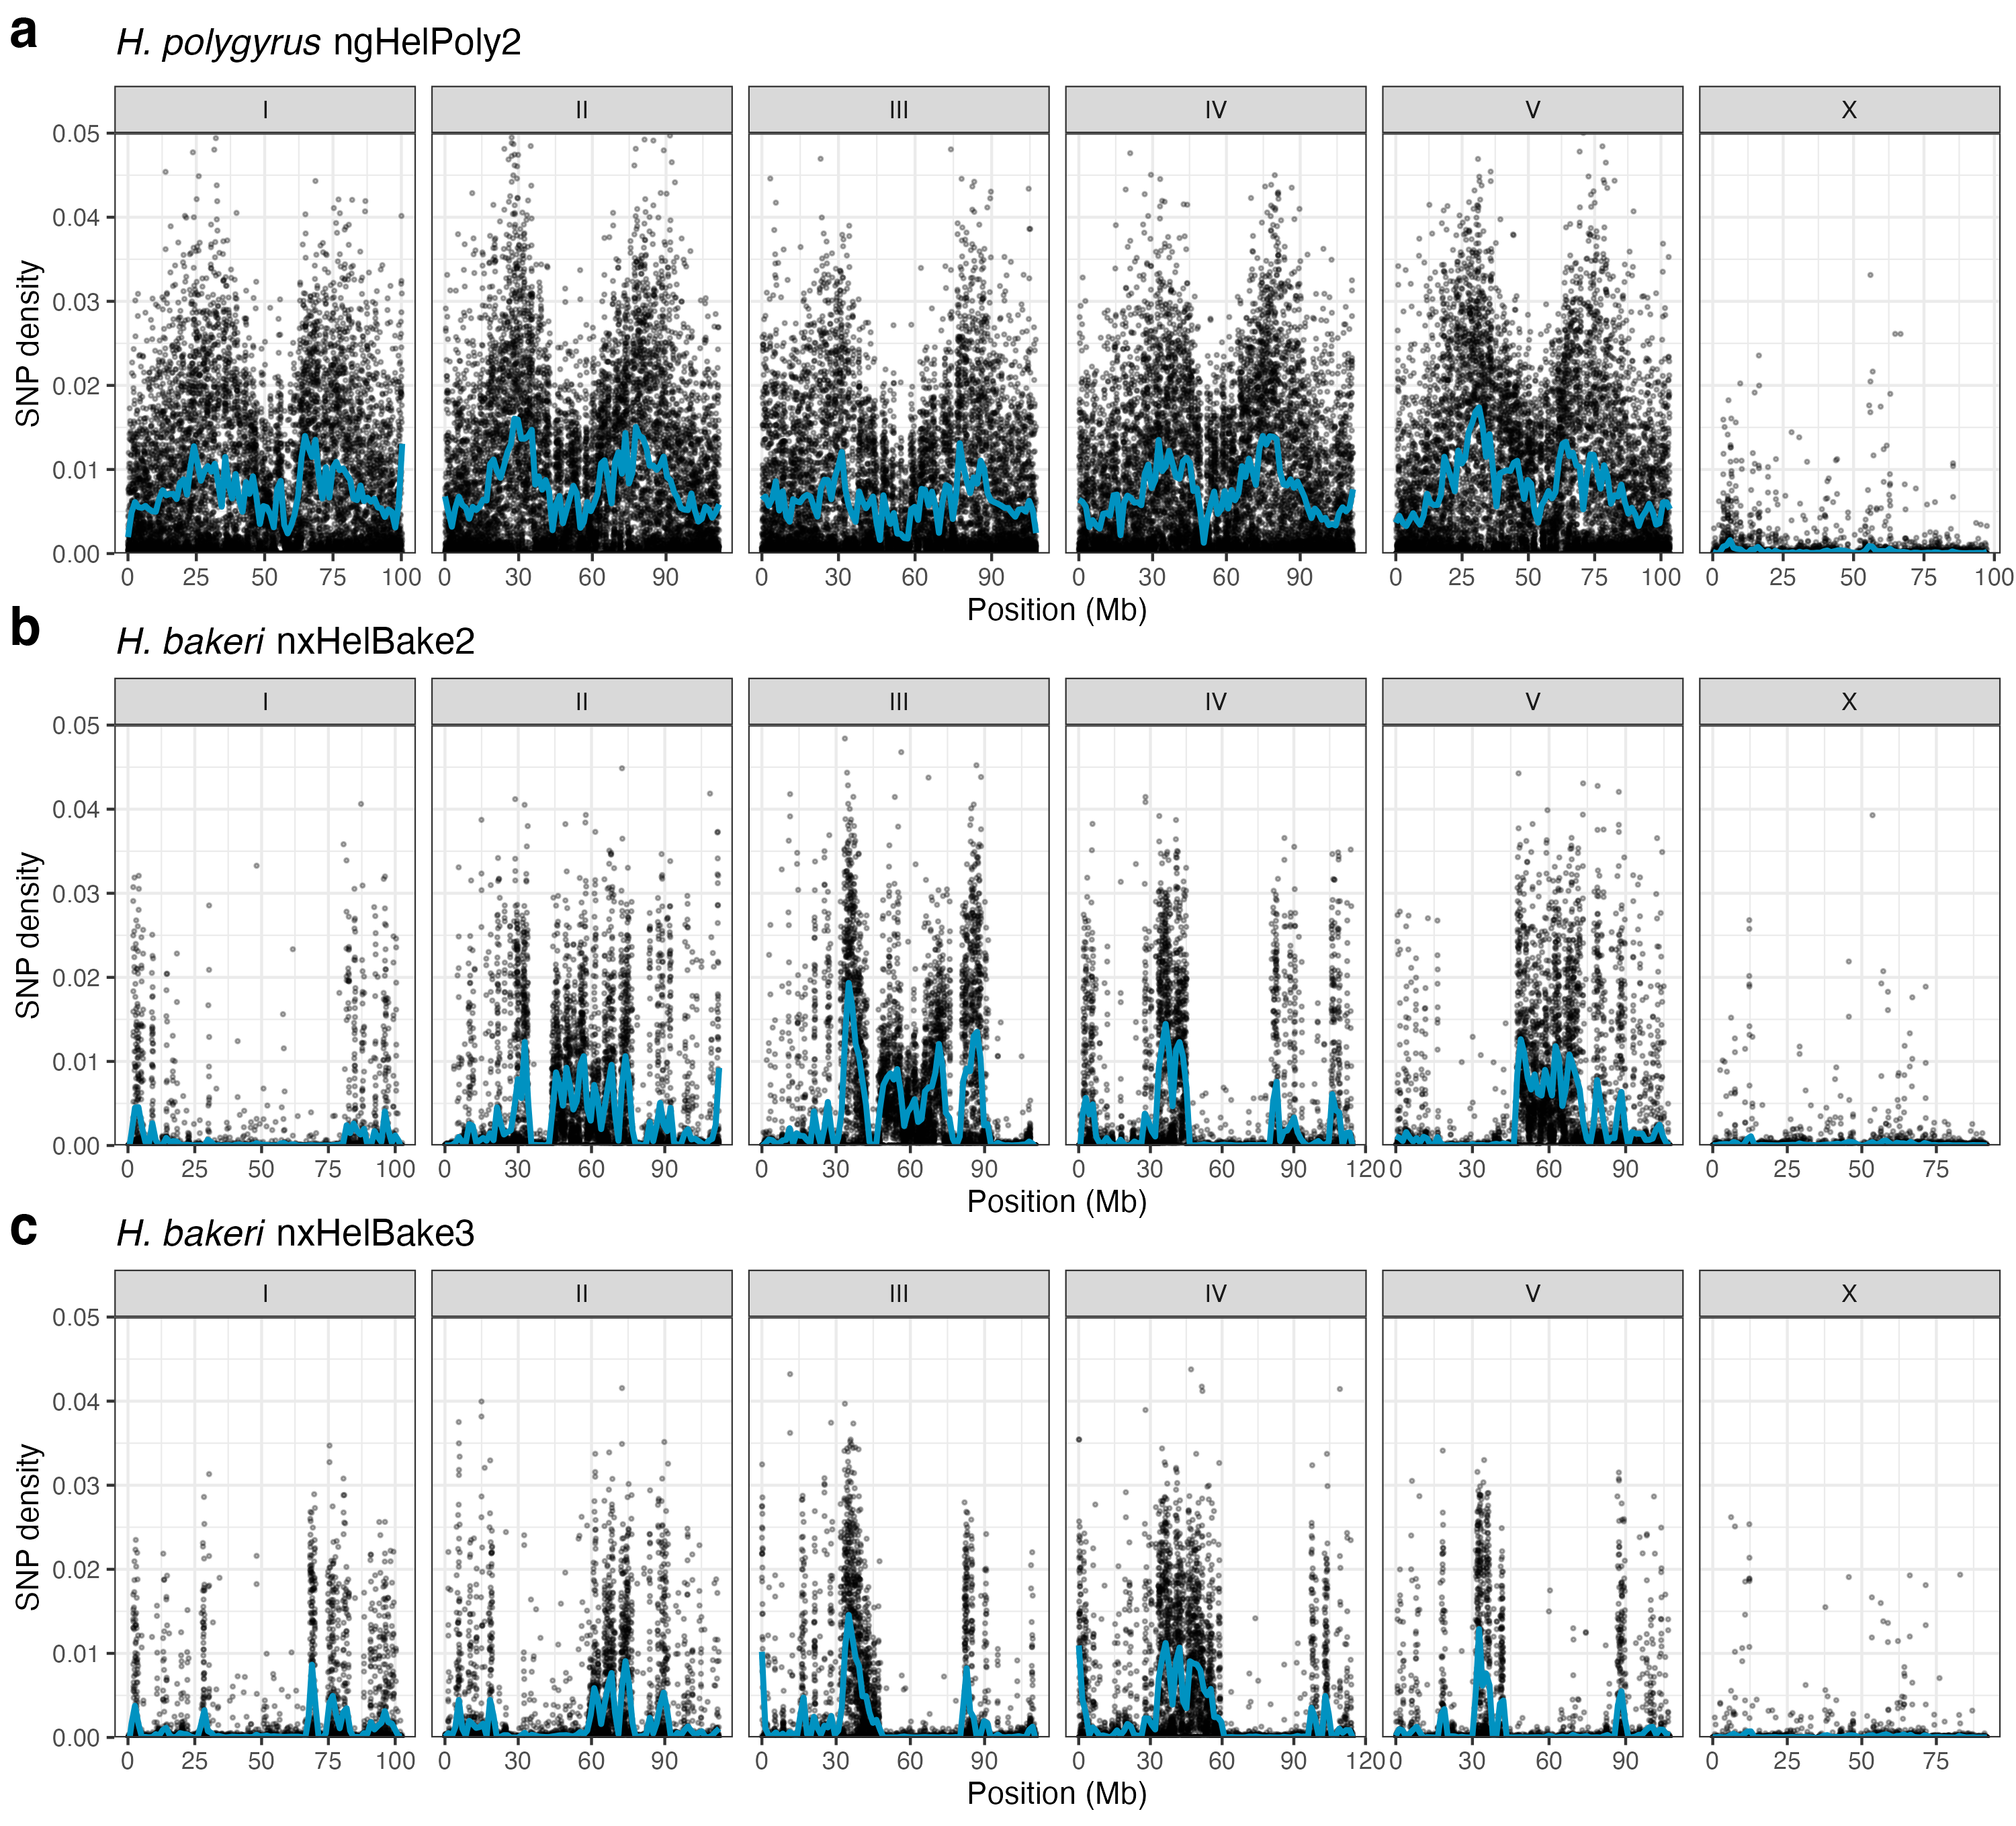 a
H. polygyrus ngHelPoly2
I II III IV V X
0.05
0.04
0.03
0.02
0.01
0.00
SNP density
0 25 50 75 100 0 30 60 90 0 30 60 90 0 30 60 90 0 25 50 75 100 0 25 50 75 100
Position (Mb)
b
H. bakeri nxHelBake2
I II III IV V X
0.05
0.04
0.03
0.02
0.01
0.00
SNP density
0 25 50 75 100 0 30 60 90 0 30 60 90 0 30 60 90 120 0 30 60 90 0 25 50 75
Position (Mb)
c
H. bakeri nxHelBake3
I II III IV V X
0.05
0.04
0.03
0.02
0.01
0.00
SNP density
0 25 50 75 100 0 30 60 90 0 30 60 90 0 30 60 90 120 0 30 60 90 0 25 50 75
Position (Mb)